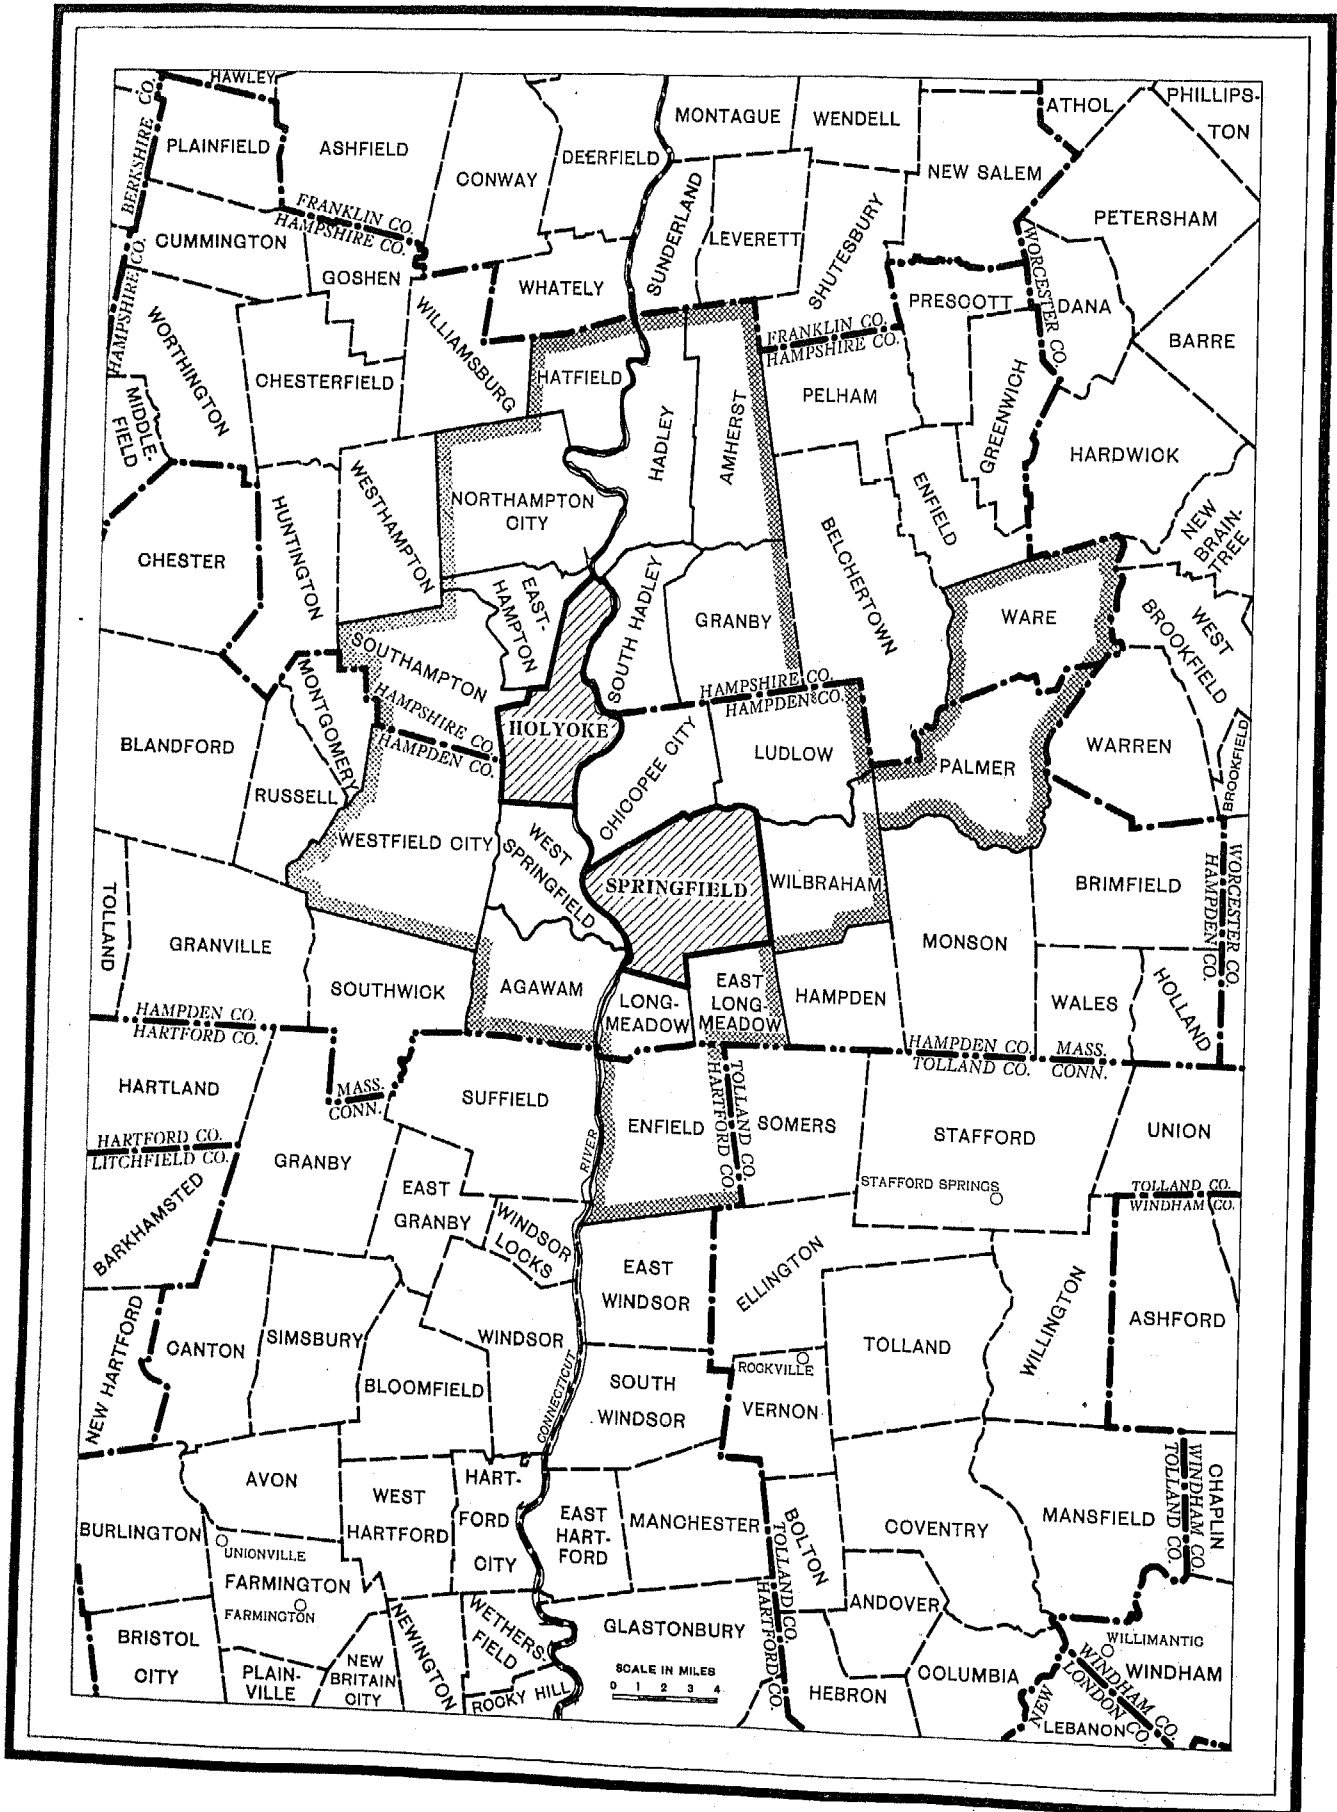 HAWLEY
BERKSHIRE CO.
HAMPSHIRE CO.
PLAINFIELD
ASHFIELD
CONWAY
DEERFIELD
MONTAGUE
WENDELL
ATHOL
PHILLIPS-
TON
NEW SALEM
PETERSHAM
FRANKLIN CO.
HAMPSHIRE CO.
CUMMINGTON
GOSHEN
WHATELY
SUNDERLAND
LEVERETT
SHUTESBURY
PRESCOTT
WORCESTER CO.
DANA
BARRE
WORTHINGTON
CHESTERFIELD
WILLIAMSBURG
HATFIELD
FRANKLIN CO.
HAMPSHIRE CO.
PELHAM
GREENWICH
MIDDLE-
FIELD
HADLEY
AMHERST
HARDWICK
NORTHAMPTON
CITY
WESTHAMPTON
HUNTINGTON
CHESTER
BELCHERTOWN
ENFIELD
NEW
BRAIN-
TREE
EAST-
HAMPTON
SOUTH HADLEY
GRANBY
WARE
WEST
BROOKFIELD
SOUTHAMPTON
MONTGOMERY
HAMPSHIRE CO.
HAMPDEN CO.
HOLYOKE
HAMPSHIRE CO.
HAMPDEN CO.
BLANDFORD
RUSSELL
CHICOPEE CITY
LUDLOW
PALMER
WARREN
BROOKFIELD
WESTFIELD CITY
WEST
SPRINGFIELD
SPRINGFIELD
WILBRAHAM
BRIMFIELD
WORCESTER CO.
HAMPDEN CO.
TOLLAND
GRANVILLE
SOUTHWICK
AGAWAM
LONG-
MEADOW
EAST
LONG-
MEADOW
HAMPDEN
MONSON
WALES
HOLLAND
HAMPDEN CO.
HARTFORD CO.
HAMPDEN CO.
TOLLAND CO.
MASS.
CONN.
MASS.
CONN.
HARTLAND
SUFFIELD
ENFIELD
TOLLAND CO.
HARTFORD CO.
SOMERS
STAFFORD
STAFFORD SPRINGS
UNION
HARTFORD CO.
LITCHFIELD CO.
GRANBY
RIVER
BARKHAMSTED
EAST
GRANBY
WINDSOR
LOCKS
TOLLAND CO.
WINDHAM CO.
EAST
WINDSOR
ELLINGTON
WILLINGTON
ASHFORD
NEW HARTFORD
CANTON
SIMSBURY
WINDSOR
TOLLAND
BLOOMFIELD
CONNECTICUT
SOUTH
WINDSOR
ROCKVILLE
VERNON
AVON
WEST
HARTFORD
HART-
FORD
CITY
EAST
HART-
FORD
MANCHESTER
BOLTON
TOLLAND CO.
HARTFORD CO.
COVENTRY
MANSFIELD
WINDHAM CO.
TOLLAND CO.
CHAPLIN
BURLINGTON
UNIONVILLE
FARMINGTON
FARMINGTON
ANDOVER
BRISTOL
CITY
PLAIN-
VILLE
NEW
BRITAIN
CITY
NEWINGTON
WETHERS-
FIELD
ROCKY HILL
GLASTONBURY
SCALE IN MILES
0 1 2 3 4
HEBRON
COLUMBIA
WILLIMANTIC
WINDHAM
WINDHAM CO.
NEW LONDON CO.
LEBANON